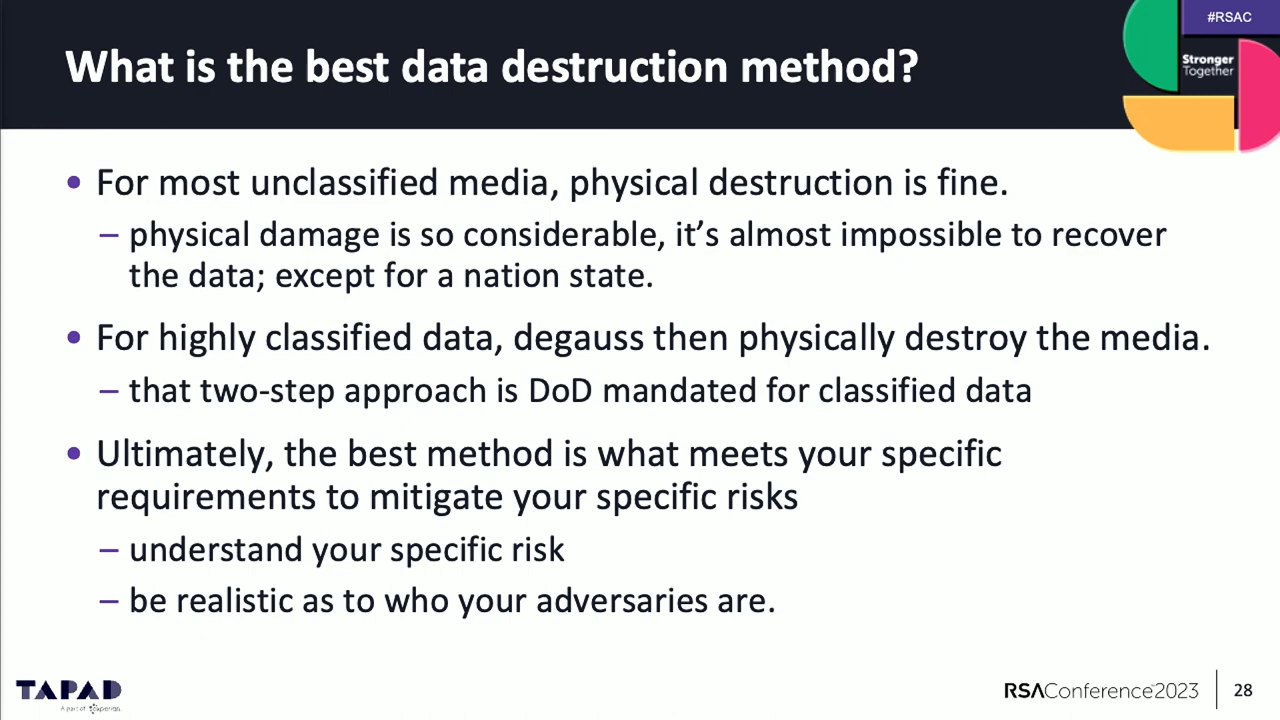 #RSAC
What is the best data destruction method?
Stronger
Together
• For most unclassified media, physical destruction is fine.
– physical damage is so considerable, it’s almost impossible to recover
the data; except for a nation state.
• For highly classified data, degauss then physically destroy the media.
– that two-step approach is DoD mandated for classified data
• Ultimately, the best method is what meets your specific
requirements to mitigate your specific risks
– understand your specific risk
– be realistic as to who your adversaries are.
TAPAD
A part of experian.
RSAConference™2023
28